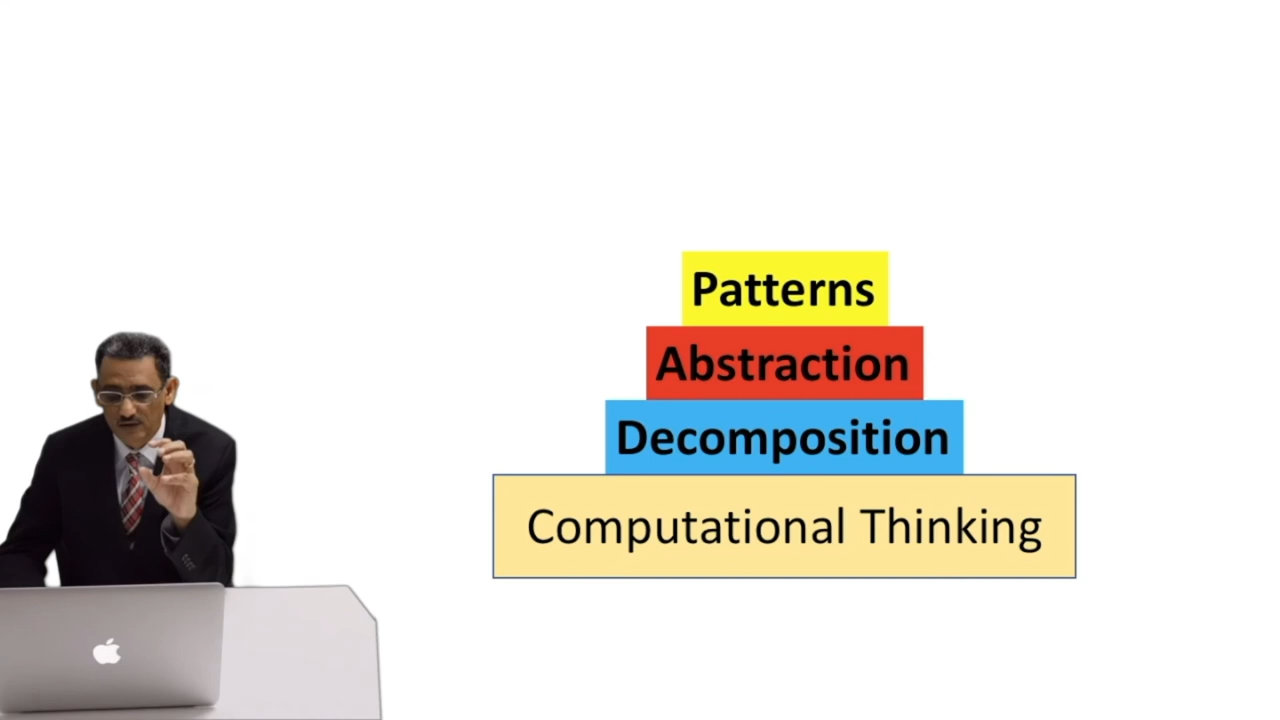 Patterns
Abstraction
Decomposition
Computational Thinking